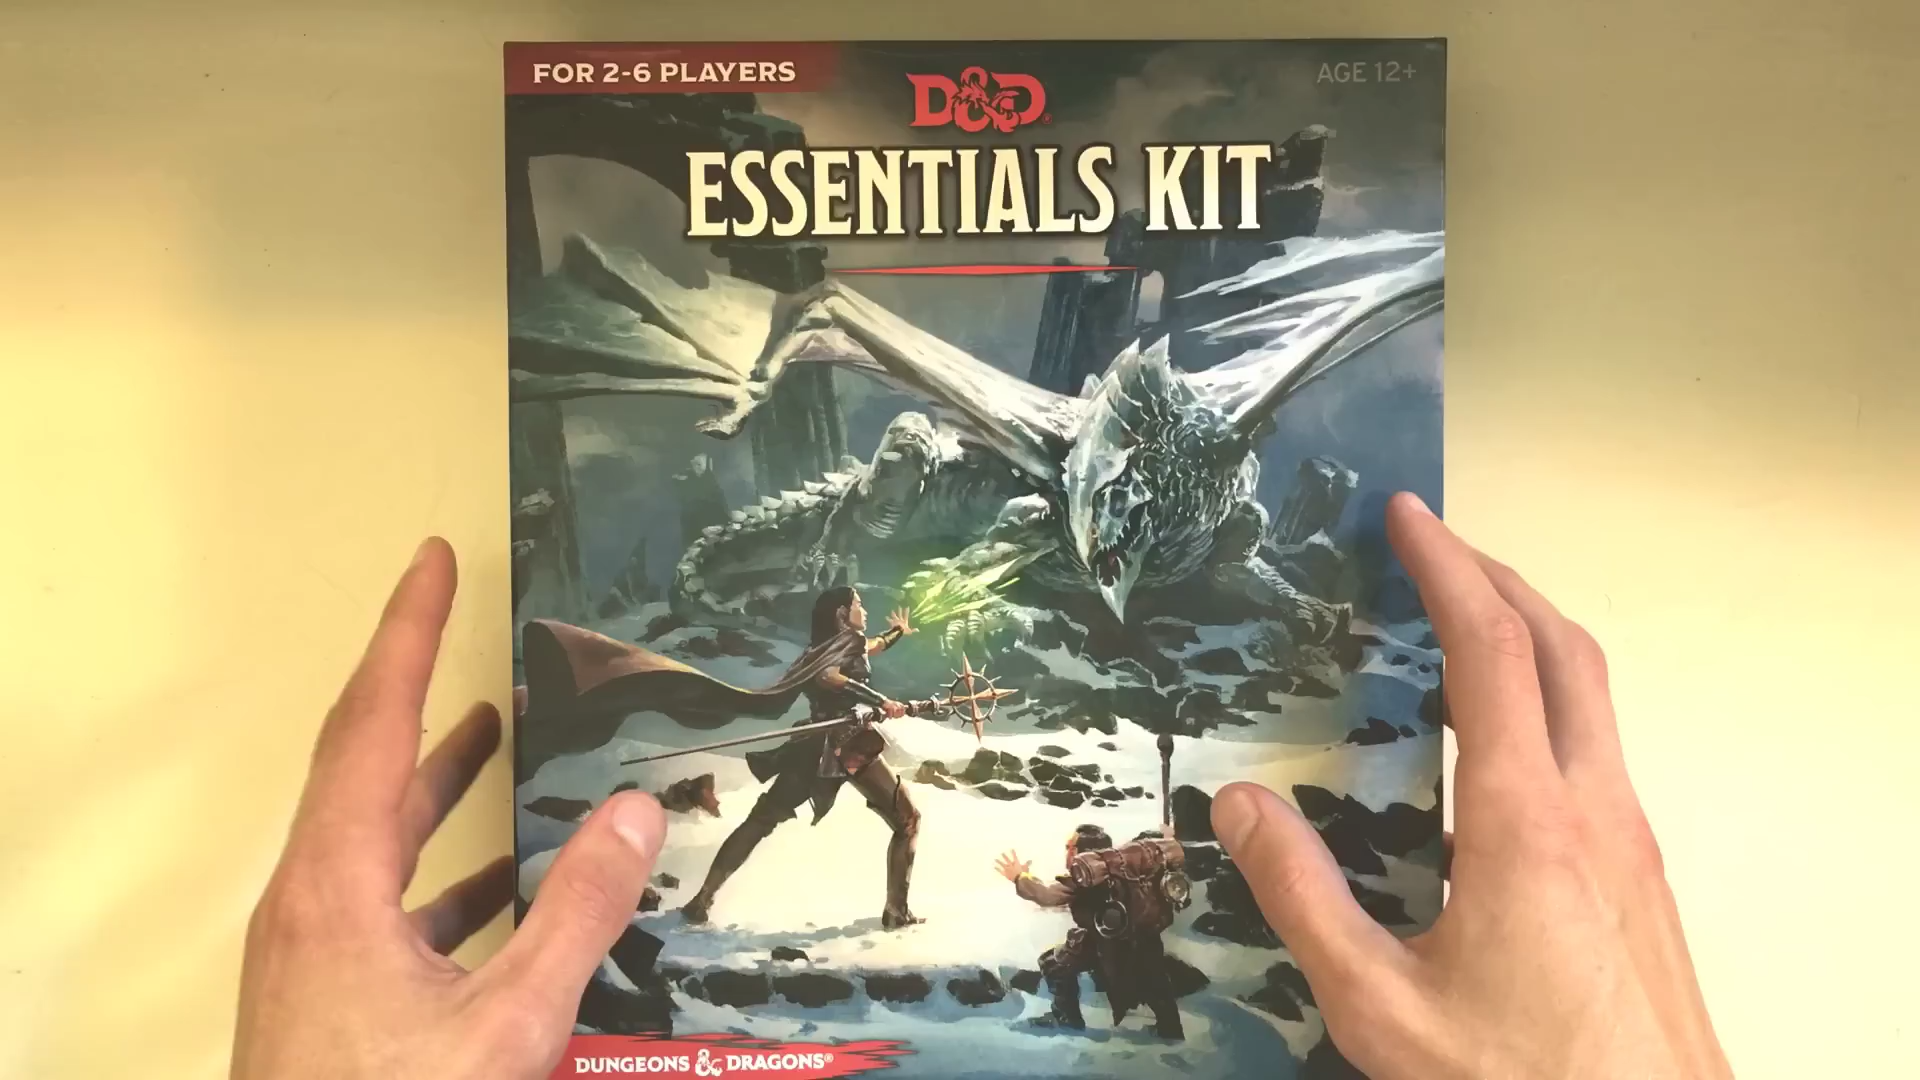 FOR 2-6 PLAYERS
AGE 12+
D&D®
ESSENTIALS KIT
DUNGEONS & DRAGONS®